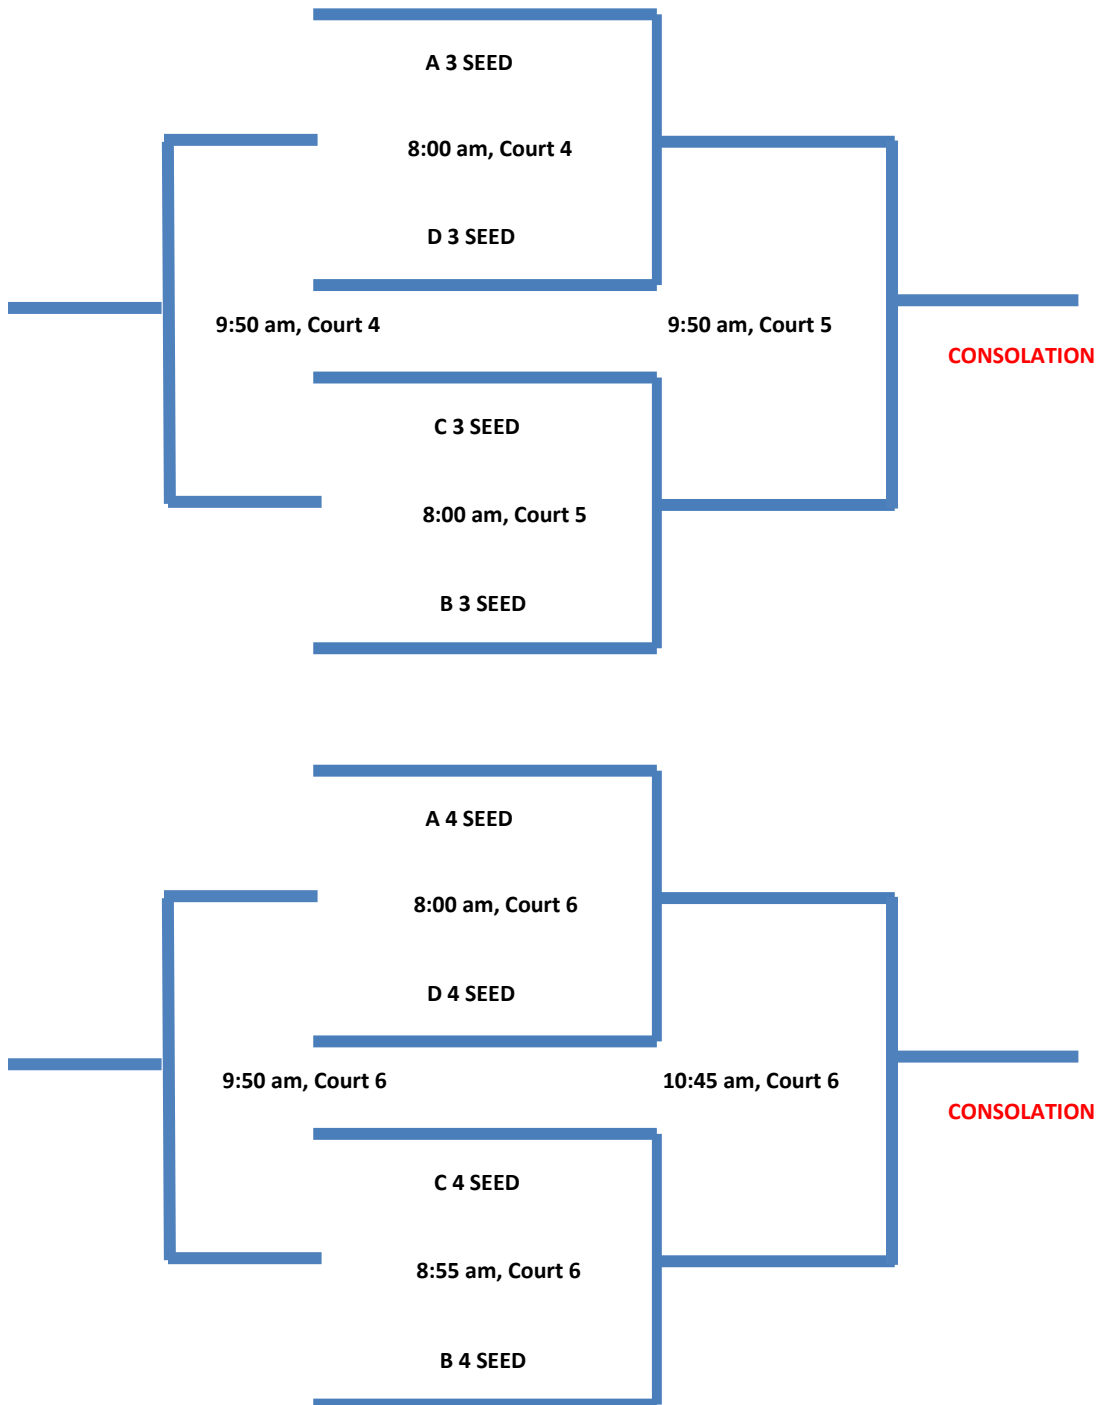 A 3 SEED
8:00 am, Court 4
D 3 SEED
9:50 am, Court 4
9:50 am, Court 5
CONSOLATION
C 3 SEED
8:00 am, Court 5
B 3 SEED
A 4 SEED
8:00 am, Court 6
D 4 SEED
9:50 am, Court 6
10:45 am, Court 6
CONSOLATION
C 4 SEED
8:55 am, Court 6
B 4 SEED